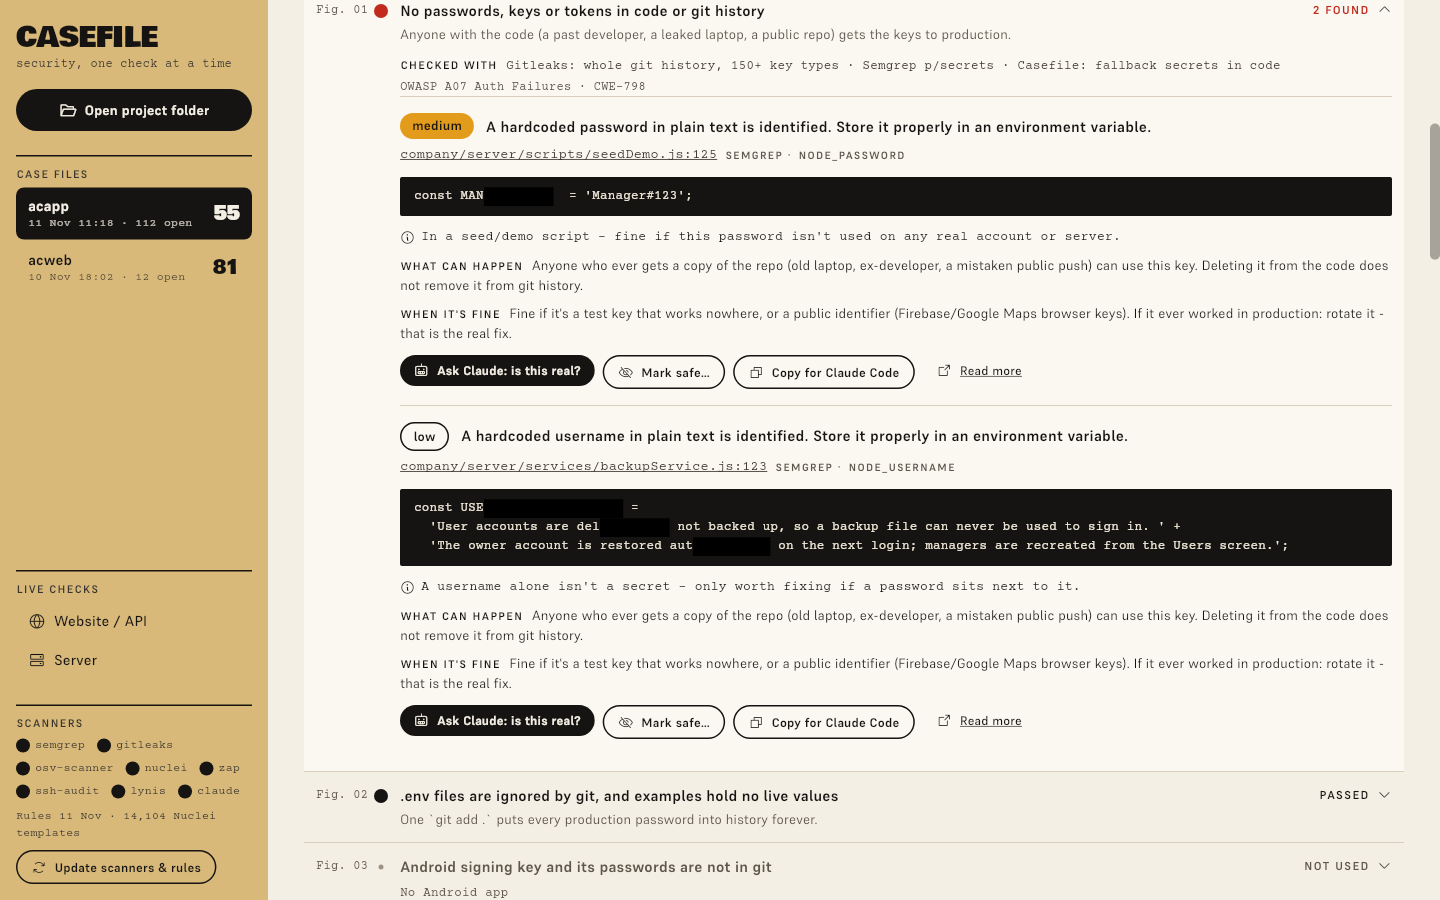 CASEFILE
security, one check at a time
Open project folder
CASE FILES
acapp
11 Nov 11:18 · 112 open
55
acweb
10 Nov 18:02 · 12 open
81
LIVE CHECKS
Website / API
Server
SCANNERS
semgrep gitleaks
osv-scanner nuclei zap
ssh-audit lynis claude
Rules 11 Nov · 14,104 Nuclei
templates
Update scanners & rules
Fig. 01 No passwords, keys or tokens in code or git history 2 FOUND
Anyone with the code (a past developer, a leaked laptop, a public repo) gets the keys to production.
CHECKED WITH Gitleaks: whole git history, 150+ key types · Semgrep p/secrets · Casefile: fallback secrets in code
OWASP A07 Auth Failures · CWE-798
medium A hardcoded password in plain text is identified. Store it properly in an environment variable.
company/server/scripts/seedDemo.js:125 SEMGREP · NODE_PASSWORD
const MAN = 'Manager#123';
In a seed/demo script - fine if this password isn't used on any real account or server.
WHAT CAN HAPPEN Anyone who ever gets a copy of the repo (old laptop, ex-developer, a mistaken public push) can use this key. Deleting it from the code does
not remove it from git history.
WHEN IT'S FINE Fine if it's a test key that works nowhere, or a public identifier (Firebase/Google Maps browser keys). If it ever worked in production: rotate it -
that is the real fix.
Ask Claude: is this real? Mark safe... Copy for Claude Code Read more
low A hardcoded username in plain text is identified. Store it properly in an environment variable.
company/server/services/backupService.js:123 SEMGREP · NODE_USERNAME
const USE =
'User accounts are del not backed up, so a backup file can never be used to sign in. ' +
'The owner account is restored aut on the next login; managers are recreated from the Users screen.';
A username alone isn't a secret - only worth fixing if a password sits next to it.
WHAT CAN HAPPEN Anyone who ever gets a copy of the repo (old laptop, ex-developer, a mistaken public push) can use this key. Deleting it from the code does
not remove it from git history.
WHEN IT'S FINE Fine if it's a test key that works nowhere, or a public identifier (Firebase/Google Maps browser keys). If it ever worked in production: rotate it -
that is the real fix.
Ask Claude: is this real? Mark safe... Copy for Claude Code Read more
Fig. 02 .env files are ignored by git, and examples hold no live values PASSED
One `git add .` puts every production password into history forever.
Fig. 03 Android signing key and its passwords are not in git NOT USED
No Android app